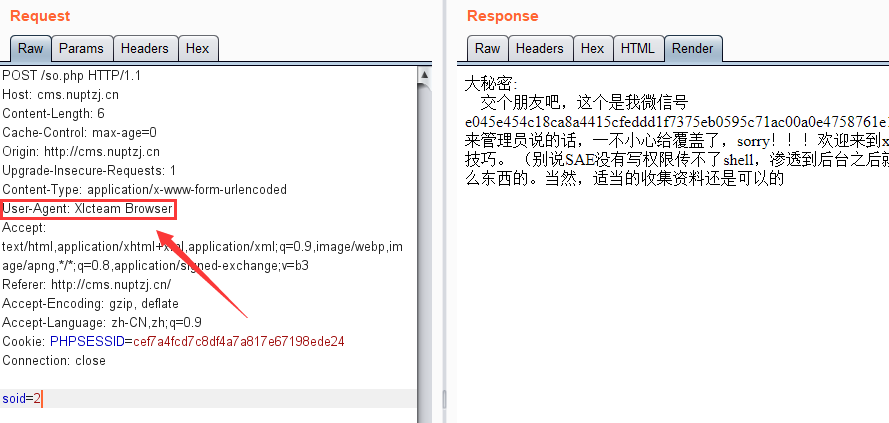 Request
Raw Params Headers Hex
POST /so.php HTTP/1.1
Host: cms.nuptzj.cn
Content-Length: 6
Cache-Control: max-age=0
Origin: http://cms.nuptzj.cn
Upgrade-Insecure-Requests: 1
Content-Type: application/x-www-form-urlencoded
User-Agent: Xlcteam Browser
Accept:
text/html,application/xhtml+xml,application/xml;q=0.9,image/webp,im
age/apng,*/*;q=0.8,application/signed-exchange;v=b3
Referer: http://cms.nuptzj.cn/
Accept-Encoding: gzip, deflate
Accept-Language: zh-CN,zh;q=0.9
Cookie: PHPSESSID=cef7a4fcd7c8df4a7a817e67198ede24
Connection: close
soid=2
Response
Raw Headers Hex HTML Render
大秘密:
交个朋友吧，这个是我微信号
e045e454c18ca8a4415cfeddd1f7375eb0595c71ac00a0e4758761e
来管理员说的话，一不小心给覆盖了，sorry！！！欢迎来到x
技巧。（别说SAE没有写权限传不了shell，渗透到后台之后就
么东西的。当然，适当的收集资料还是可以的